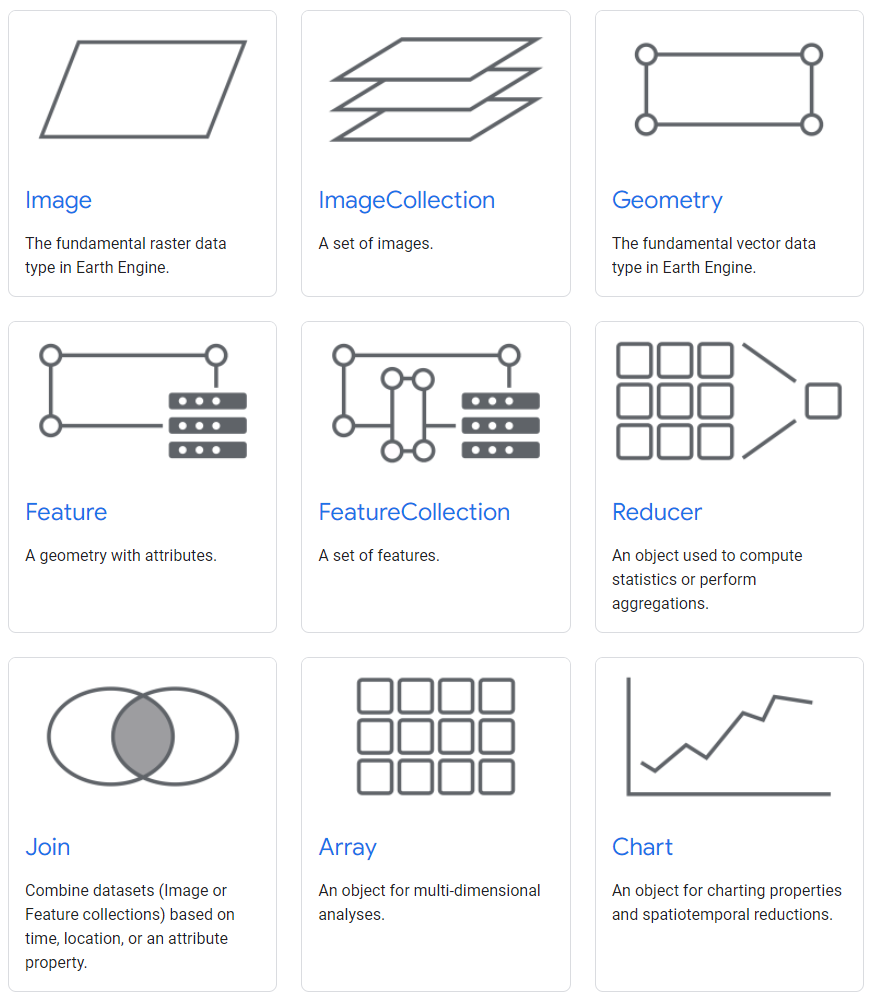 Image
The fundamental raster data
type in Earth Engine.
ImageCollection
A set of images.
Geometry
The fundamental vector data
type in Earth Engine.
Feature
A geometry with attributes.
FeatureCollection
A set of features.
Reducer
An object used to compute
statistics or perform
aggregations.
Join
Combine datasets (Image or
Feature collections) based on
time, location, or an attribute
property.
Array
An object for multi-dimensional
analyses.
Chart
An object for charting properties
and spatiotemporal reductions.